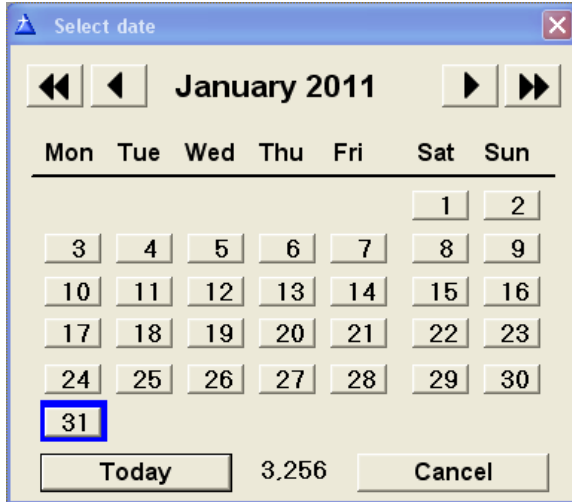 Select date
January 2011
Mon Tue Wed Thu Fri Sat Sun
1 2
3 4 5 6 7 8 9
10 11 12 13 14 15 16
17 18 19 20 21 22 23
24 25 26 27 28 29 30
31
Today 3,256 Cancel